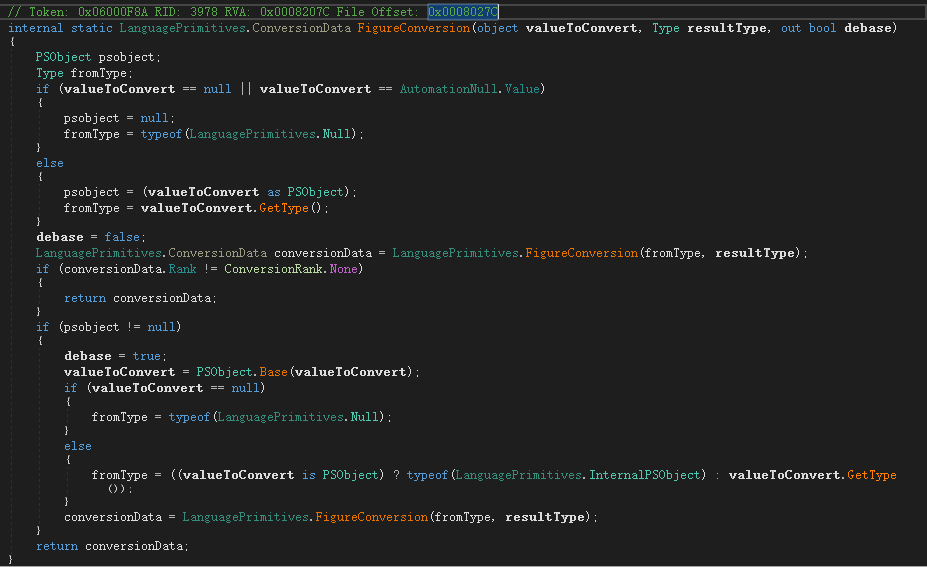 // Token: 0x06000F8A RID: 3978 RVA: 0x0008207C File Offset: 0x0008027C
internal static LanguagePrimitives.ConversionData FigureConversion(object valueToConvert, Type resultType, out bool debase)
{
PSObject psobject;
Type fromType;
if (valueToConvert == null || valueToConvert == AutomationNull.Value)
{
psobject = null;
fromType = typeof(LanguagePrimitives.Null);
}
else
{
psobject = (valueToConvert as PSObject);
fromType = valueToConvert.GetType();
}
debase = false;
LanguagePrimitives.ConversionData conversionData = LanguagePrimitives.FigureConversion(fromType, resultType);
if (conversionData.Rank != ConversionRank.None)
{
return conversionData;
}
if (psobject != null)
{
debase = true;
valueToConvert = PSObject.Base(valueToConvert);
if (valueToConvert == null)
{
fromType = typeof(LanguagePrimitives.Null);
}
else
{
fromType = ((valueToConvert is PSObject) ? typeof(LanguagePrimitives.InternalPSObject) : valueToConvert.GetType
());
}
conversionData = LanguagePrimitives.FigureConversion(fromType, resultType);
}
return conversionData;
}